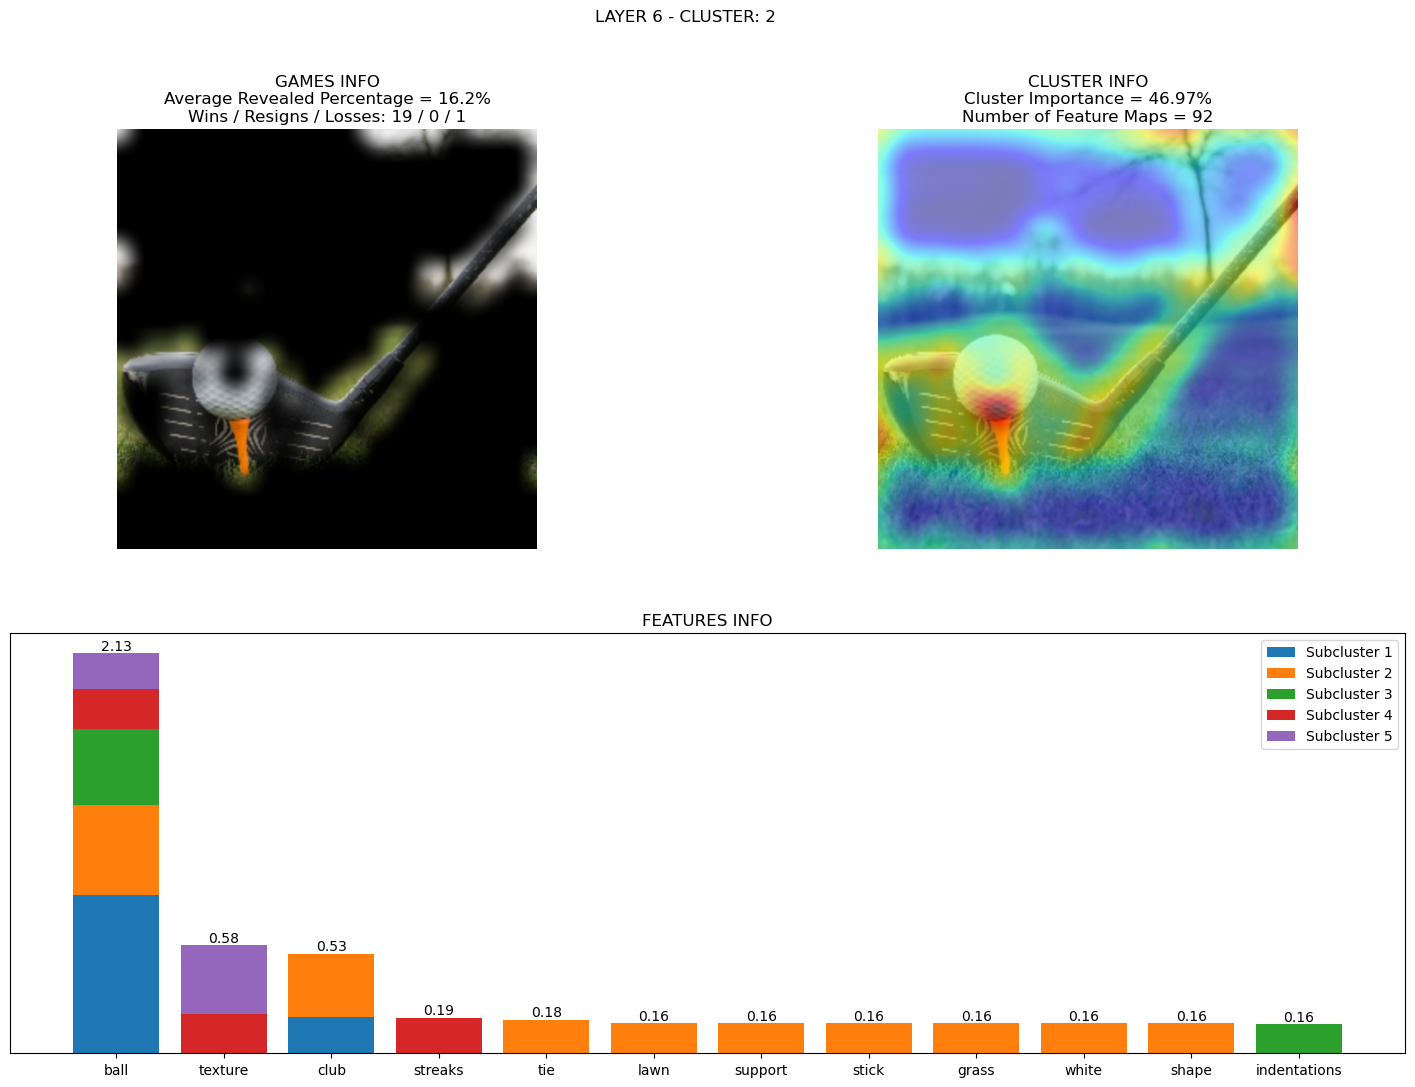 LAYER 6 - CLUSTER: 2
GAMES INFO
Average Revealed Percentage = 16.2%
Wins / Resigns / Losses: 19 / 0 / 1
CLUSTER INFO
Cluster Importance = 46.97%
Number of Feature Maps = 92
FEATURES INFO
2.13
0.58
0.53
0.19
0.18
0.16
0.16
0.16
0.16
0.16
0.16
0.16
Subcluster 1
Subcluster 2
Subcluster 3
Subcluster 4
Subcluster 5
ball
texture
club
streaks
tie
lawn
support
stick
grass
white
shape
indentations